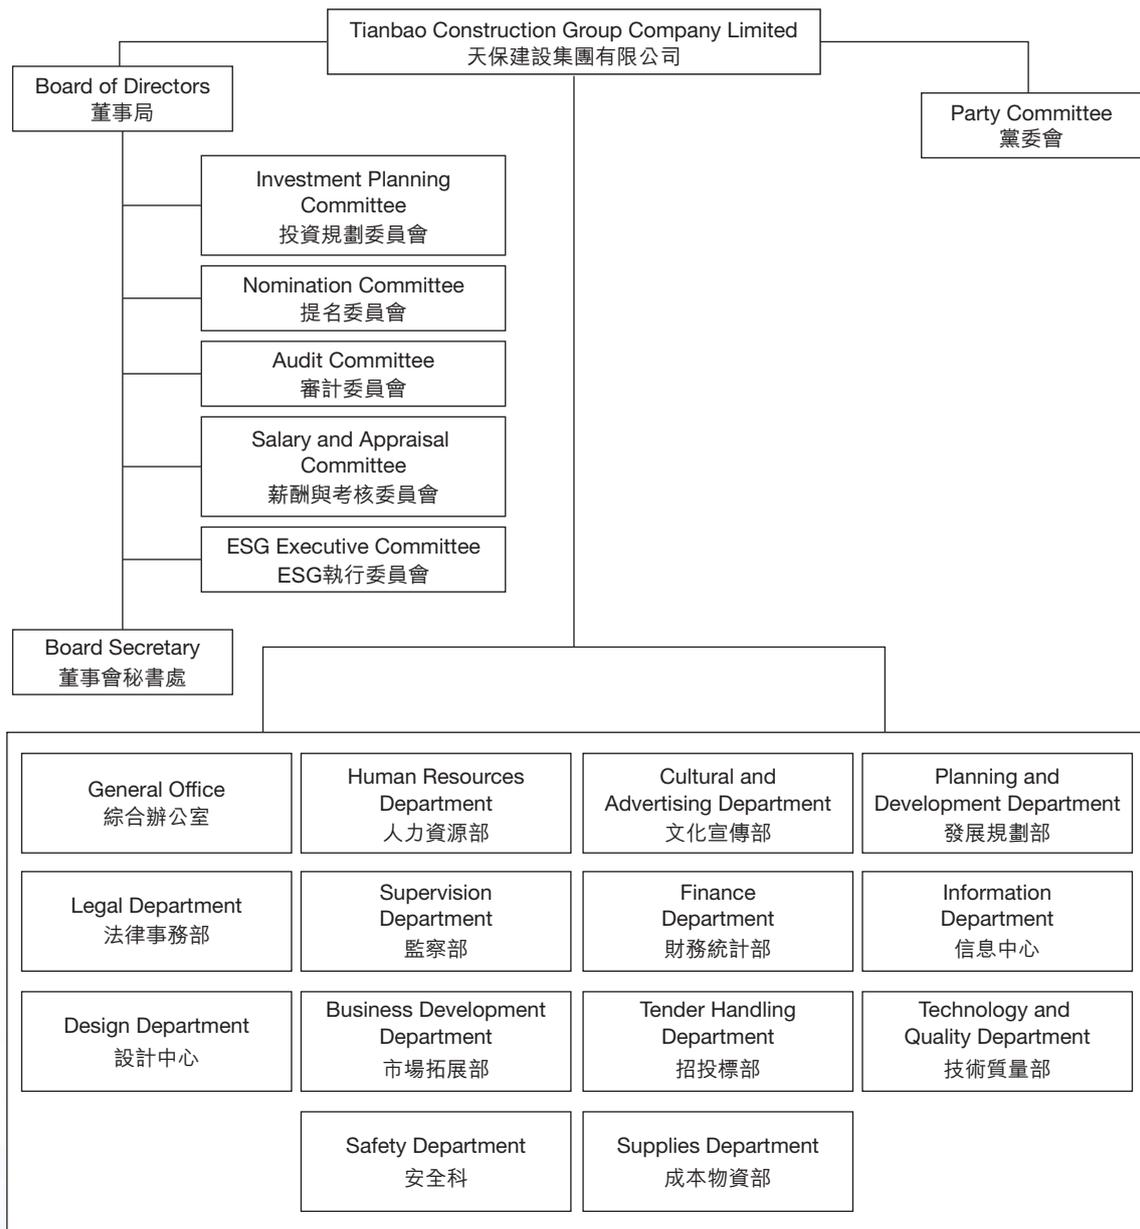 Tianbao Construction Group Company Limited
天保建設集團有限公司
Board of Directors
董事局
Party Committee
黨委會
Investment Planning
Committee
投資規劃委員會
Nomination Committee
提名委員會
Audit Committee
審計委員會
Salary and Appraisal
Committee
薪酬與考核委員會
ESG Executive Committee
ESG執行委員會
Board Secretary
董事會秘書處
General Office
綜合辦公室
Human Resources
Department
人力資源部
Cultural and
Advertising Department
文化宣傳部
Planning and
Development Department
發展規劃部
Legal Department
法律事務部
Supervision
Department
監察部
Finance
Department
財務統計部
Information
Department
信息中心
Design Department
設計中心
Business Development
Department
市場拓展部
Tender Handling
Department
招投標部
Technology and
Quality Department
技術質量部
Safety Department
安全科
Supplies Department
成本物資部